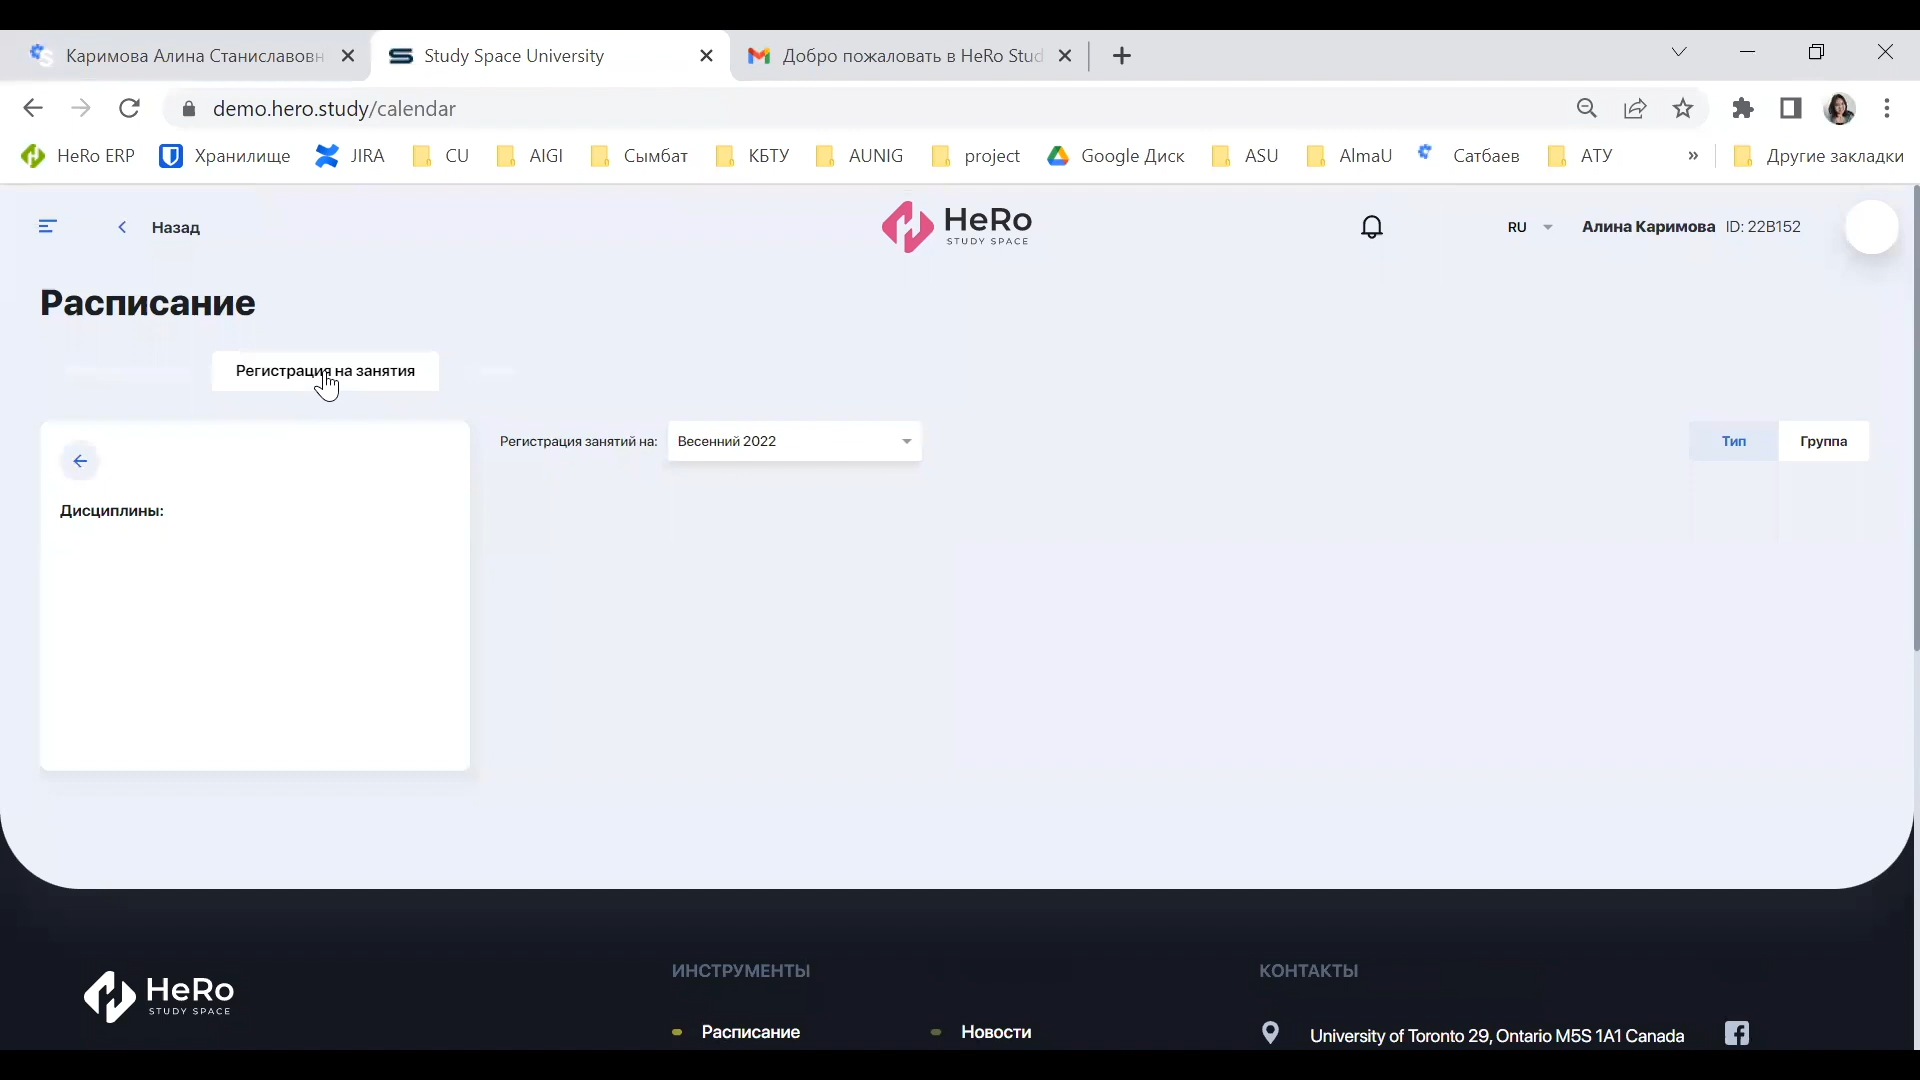 Каримова Алина Станиславовн
Study Space University
Добро пожаловать в HeRo Stud
demo.hero.study/calendar
HeRo ERP
Хранилище
JIRA
CU
AIGI
Сымбат
КБТУ
AUNIG
project
Google Диск
ASU
AlmaU
Сатбаев
АТУ
»
Другие закладки
Назад
HeRo
STUDY SPACE
RU
Алина Каримова ID: 22B152
Расписание
Регистрация на занятия
Регистрация занятий на:
Весенний 2022
Тип
Группа
Дисциплины:
HeRo
STUDY SPACE
ИНСТРУМЕНТЫ
КОНТАКТЫ
Расписание
Новости
University of Toronto 29, Ontario M5S 1A1 Canada